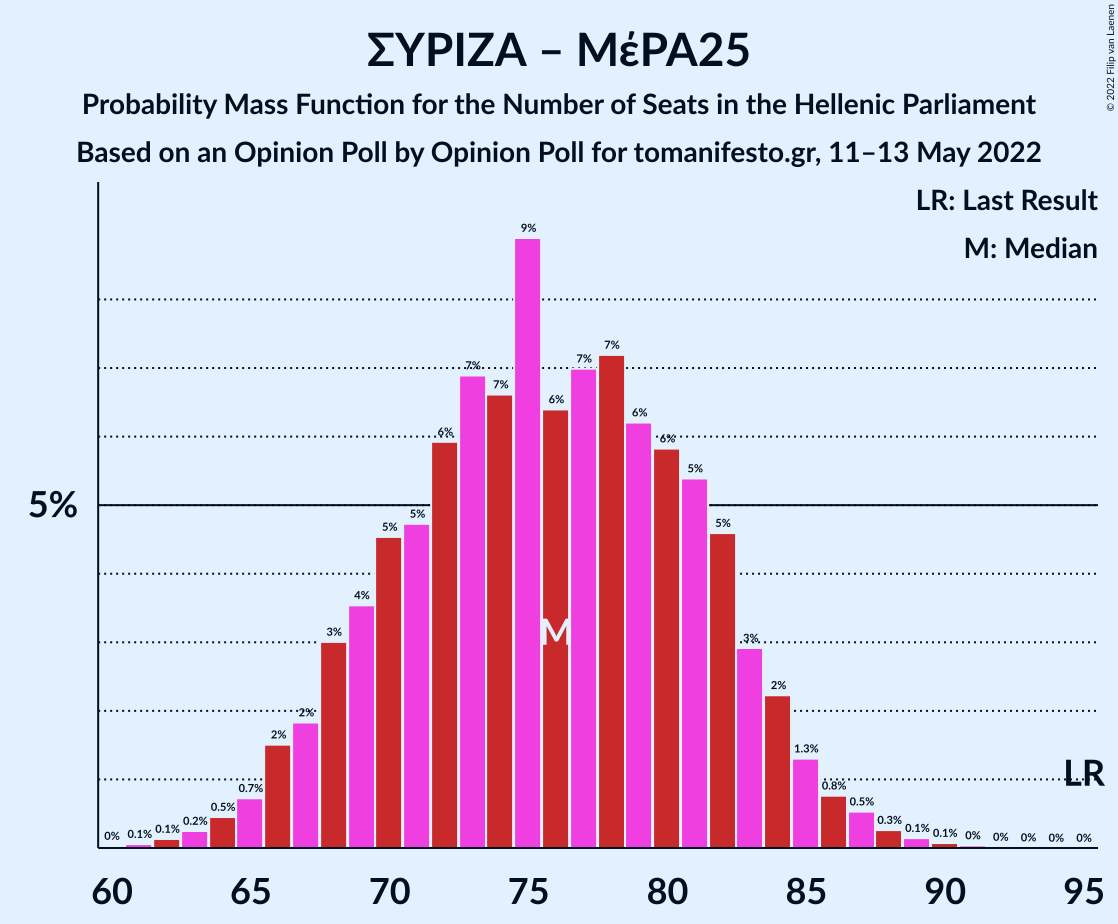 ΣΥΡΙΖΑ – ΜέΡΑ25
Probability Mass Function for the Number of Seats in the Hellenic Parliament
Based on an Opinion Poll by Opinion Poll for tomanifesto.gr, 11–13 May 2022
© 2022 Filip van Laenen
LR: Last Result
M: Median
9%
7%
7%
7%
7%
6%
6%
6%
6%
5%
5%
5%
5%
5%
4%
3%
M
3%
2%
2%
2%
1.3%
LR
0.7%
0.8%
0.5%
0.5%
0% 0.1% 0.1% 0.2% 0.3% 0.1% 0.1% 0% 0% 0% 0% 0%
60 65 70 75 80 85 90 95